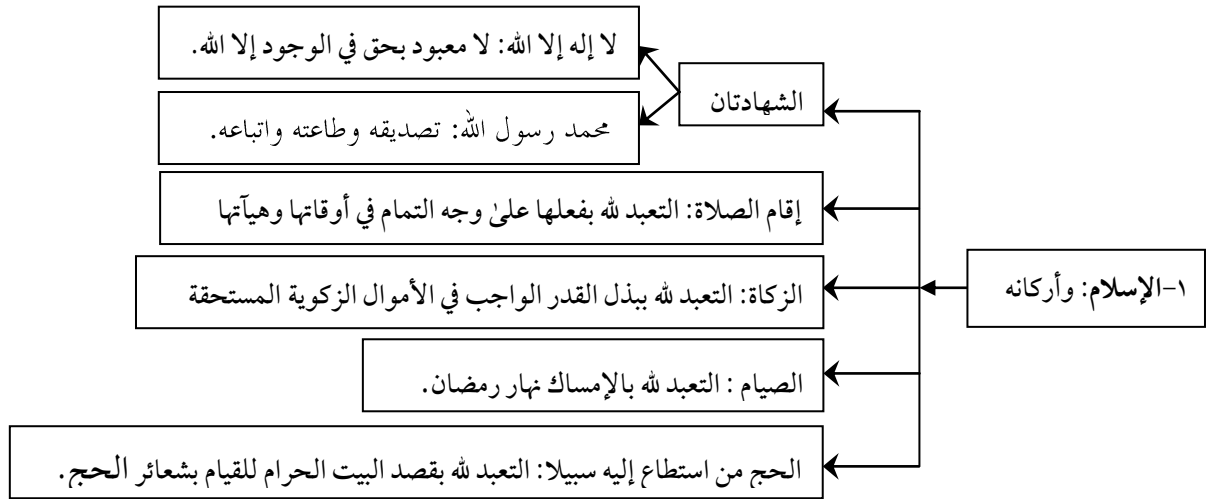 ١-الإسلام: وأركانه
الشهادتان
لا إله إلا الله: لا معبود بحق في الوجود إلا الله.
محمد رسول الله: تصديقه وطاعته واتباعه.
إقام الصلاة: التعبد لله بفعلها علىٰ وجه التمام في أوقاتها وهيآتها
الزكاة: التعبد لله ببذل القدر الواجب في الأموال الزكوية المستحقة
الصيام : التعبد لله بالإمساك نهار رمضان.
الحج من استطاع إليه سبيلا: التعبد لله بقصد البيت الحرام للقيام بشعائر الحج.